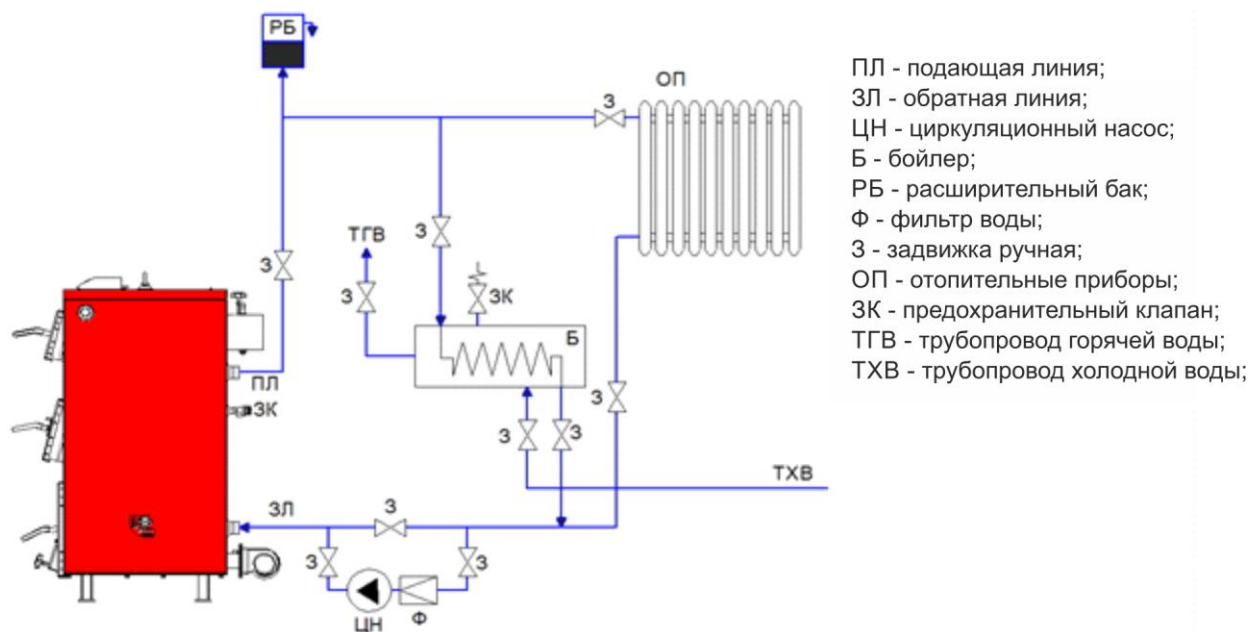 РБ
ОП
З
З
ТГВ
З
З
ЗК
Б
ПЛ
ЗК
З
З
З
ТХВ
ЗЛ
З
З
З
ЦН
Ф
ПЛ - подающая линия;
ЗЛ - обратная линия;
ЦН - циркуляционный насос;
Б - бойлер;
РБ - расширительный бак;
Ф - фильтр воды;
З - задвижка ручная;
ОП - отопительные приборы;
ЗК - предохранительный клапан;
ТГВ - трубопровод горячей воды;
ТХВ - трубопровод холодной воды;